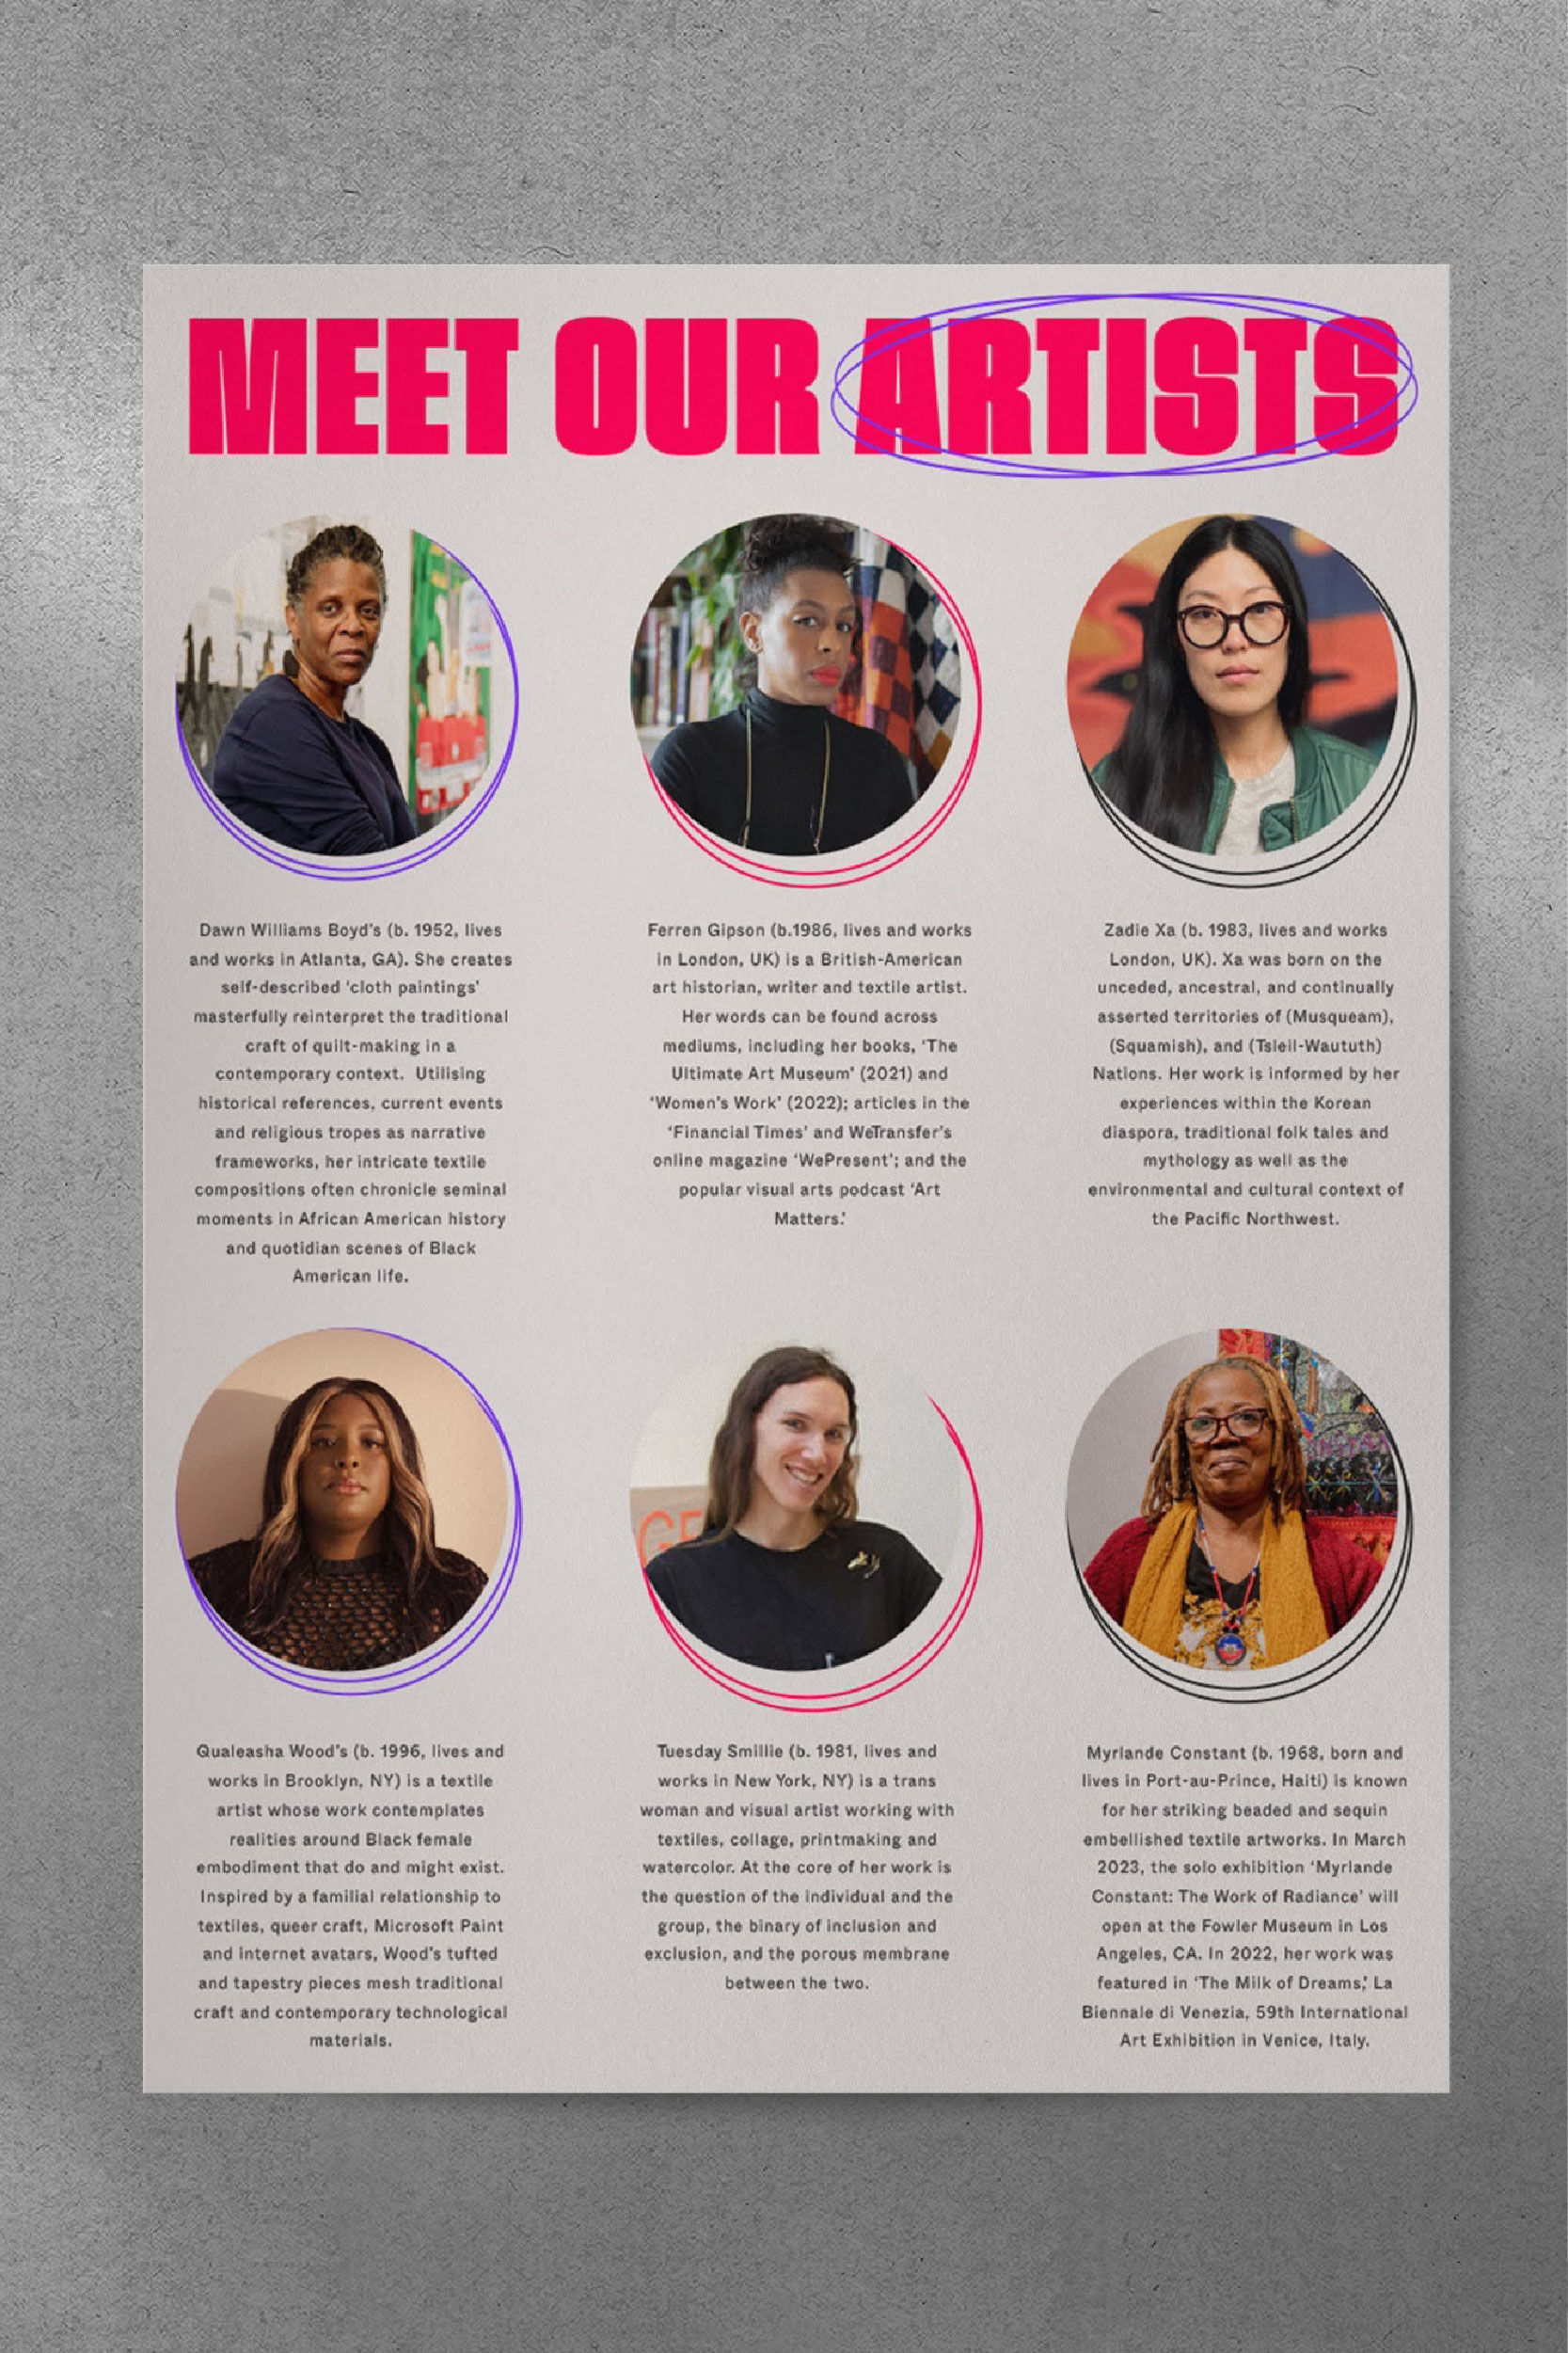 MEET OUR ARTISTS
Dawn Williams Boyd's (b. 1952, lives
and works in Atlanta, GA). She creates
self-described 'cloth paintings'
masterfully reinterpret the traditional
craft of quilt-making in a
contemporary context. Utilising
historical references, current events
and religious tropes as narrative
frameworks, her intricate textile
compositions often chronicle seminal
moments in African American history
and quotidian scenes of Black
American life.
Ferren Gipson (b.1986, lives and works
in London, UK) is a British-American
art historian, writer and textile artist.
Her words can be found across
mediums, including her books, 'The
Ultimate Art Museum' (2021) and
'Women's Work' (2022); articles in the
'Financial Times' and WeTransfer's
online magazine 'WePresent'; and the
popular visual arts podcast 'Art
Matters.'
Zadie Xa (b. 1983, lives and works
London, UK). Xa was born on the
unceded, ancestral, and continually
asserted territories of (Musqueam),
(Squamish), and (Tsleil-Waututh)
Nations. Her work is informed by her
experiences within the Korean
diaspora, traditional folk tales and
mythology as well as the
environmental and cultural context of
the Pacific Northwest.
GE
Qualeasha Wood's (b. 1996, lives and
works in Brooklyn, NY) is a textile
artist whose work contemplates
realities around Black female
embodiment that do and might exist.
Inspired by a familial relationship to
textiles, queer craft, Microsoft Paint
and internet avatars, Wood's tufted
and tapestry pieces mesh traditional
craft and contemporary technological
materials.
Tuesday Smillie (b. 1981, lives and
works in New York, NY) is a trans
woman and visual artist working with
textiles, collage, printmaking and
watercolor. At the core of her work is
the question of the individual and the
group, the binary of inclusion and
exclusion, and the porous membrane
between the two.
Myrlande Constant (b. 1968, born and
lives in Port-au-Prince, Haiti) is known
for her striking beaded and sequin
embellished textile artworks. In March
2023, the solo exhibition 'Myrlande
Constant: The Work of Radiance' will
open at the Fowler Museum in Los
Angeles, CA. In 2022, her work was
featured in 'The Milk of Dreams,' La
Biennale di Venezia, 59th International
Art Exhibition in Venice, Italy.